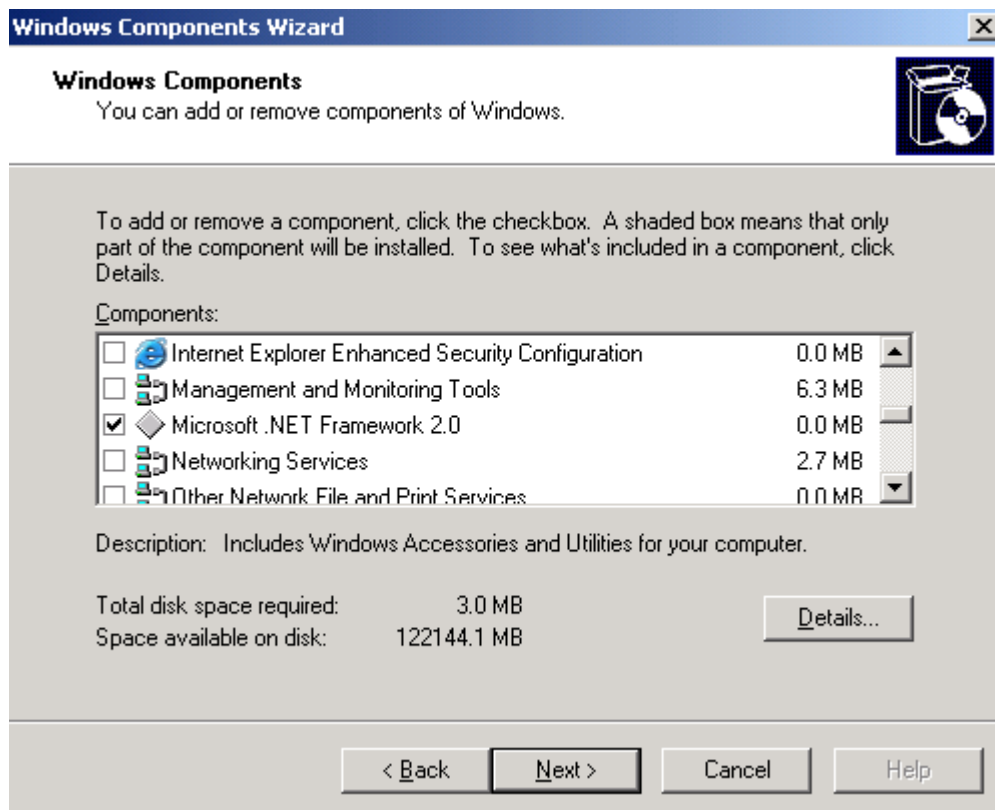 Windows Components Wizard
Windows Components
You can add or remove components of Windows.
To add or remove a component, click the checkbox. A shaded box means that only
part of the component will be installed. To see what's included in a component, click
Details.
Components:
Internet Explorer Enhanced Security Configuration 0.0 MB
Management and Monitoring Tools 6.3 MB
Microsoft .NET Framework 2.0 0.0 MB
Networking Services 2.7 MB
Other Network File and Print Services 0.0 MB
Description: Includes Windows Accessories and Utilities for your computer.
Total disk space required: 3.0 MB
Space available on disk: 122144.1 MB
Details...
< Back Next > Cancel Help